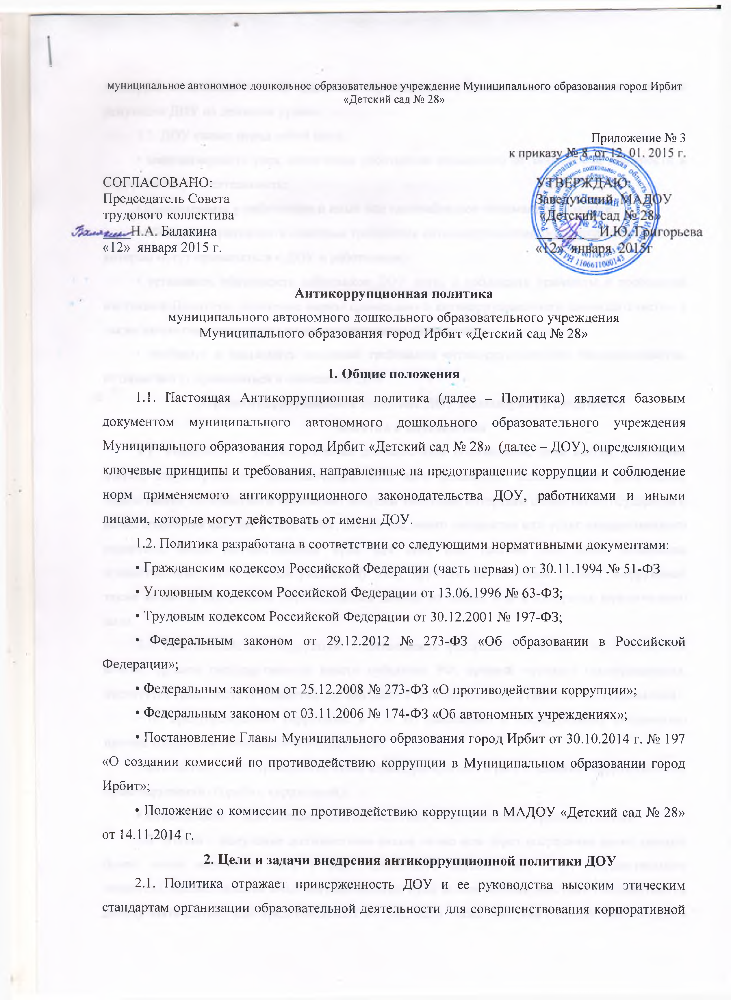 муниципальное автономное дошкольное образовательное учреждение Муниципального образования город Ирбит
«Детский сад № 28»
Приложение № 3
к приказу № 8 от 12. 01. 2015 г.
СОГЛАСОВАНО:
Председатель Совета
трудового коллектива
Балакин Н.А. Балакина
«12» января 2015 г.
УТВЕРЖДАЮ:
Заведующий МАДОУ
«Детский сад № 28»
И.Ю. Григорьева
«12» января 2015г
Российская Федерация Свердловская область город Ирбит
ОГРН 1106611000143
«Детский
сад
№ 28»
Антикоррупционная политика
муниципального автономного дошкольного образовательного учреждения
Муниципального образования город Ирбит «Детский сад № 28»
1. Общие положения
1.1. Настоящая Антикоррупционная политика (далее – Политика) является базовым
документом муниципального автономного дошкольного образовательного учреждения
Муниципального образования город Ирбит «Детский сад № 28» (далее – ДОУ), определяющим
ключевые принципы и требования, направленные на предотвращение коррупции и соблюдение
норм применяемого антикоррупционного законодательства ДОУ, работниками и иными
лицами, которые могут действовать от имени ДОУ.
1.2. Политика разработана в соответствии со следующими нормативными документами:
• Гражданским кодексом Российской Федерации (часть первая) от 30.11.1994 № 51-ФЗ
• Уголовным кодексом Российской Федерации от 13.06.1996 № 63-ФЗ;
• Трудовым кодексом Российской Федерации от 30.12.2001 № 197-ФЗ;
• Федеральным законом от 29.12.2012 № 273-ФЗ «Об образовании в Российской
Федерации»;
• Федеральным законом от 25.12.2008 № 273-ФЗ «О противодействии коррупции»;
• Федеральным законом от 03.11.2006 № 174-ФЗ «Об автономных учреждениях»;
• Постановление Главы Муниципального образования город Ирбит от 30.10.2014 г. № 197
«О создании комиссий по противодействию коррупции в Муниципальном образовании город
Ирбит»;
• Положение о комиссии по противодействию коррупции в МАДОУ «Детский сад № 28»
от 14.11.2014 г.
2. Цели и задачи внедрения антикоррупционной политики ДОУ
2.1. Политика отражает приверженность ДОУ и ее руководства высоким этическим
стандартам организации образовательной деятельности для совершенствования корпоративной